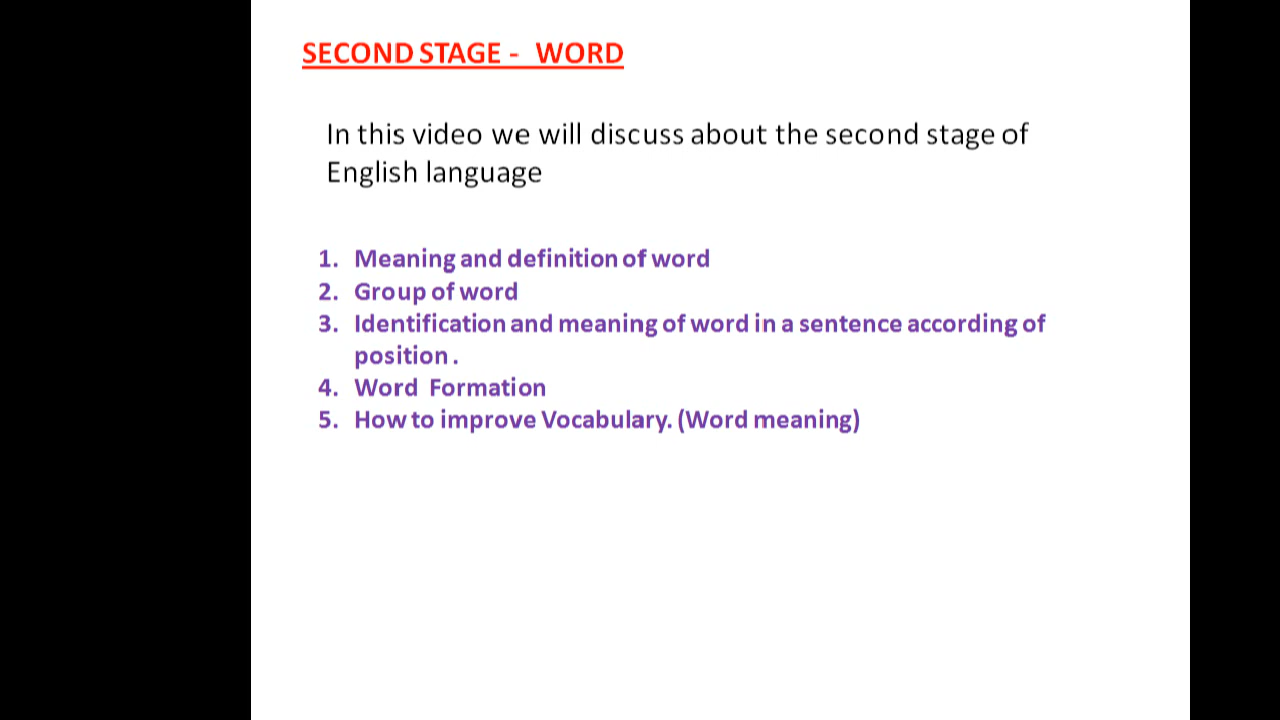 SECOND STAGE - WORD
In this video we will discuss about the second stage of
English language
1. Meaning and definition of word
2. Group of word
3. Identification and meaning of word in a sentence according of
position .
4. Word Formation
5. How to improve Vocabulary. (Word meaning)